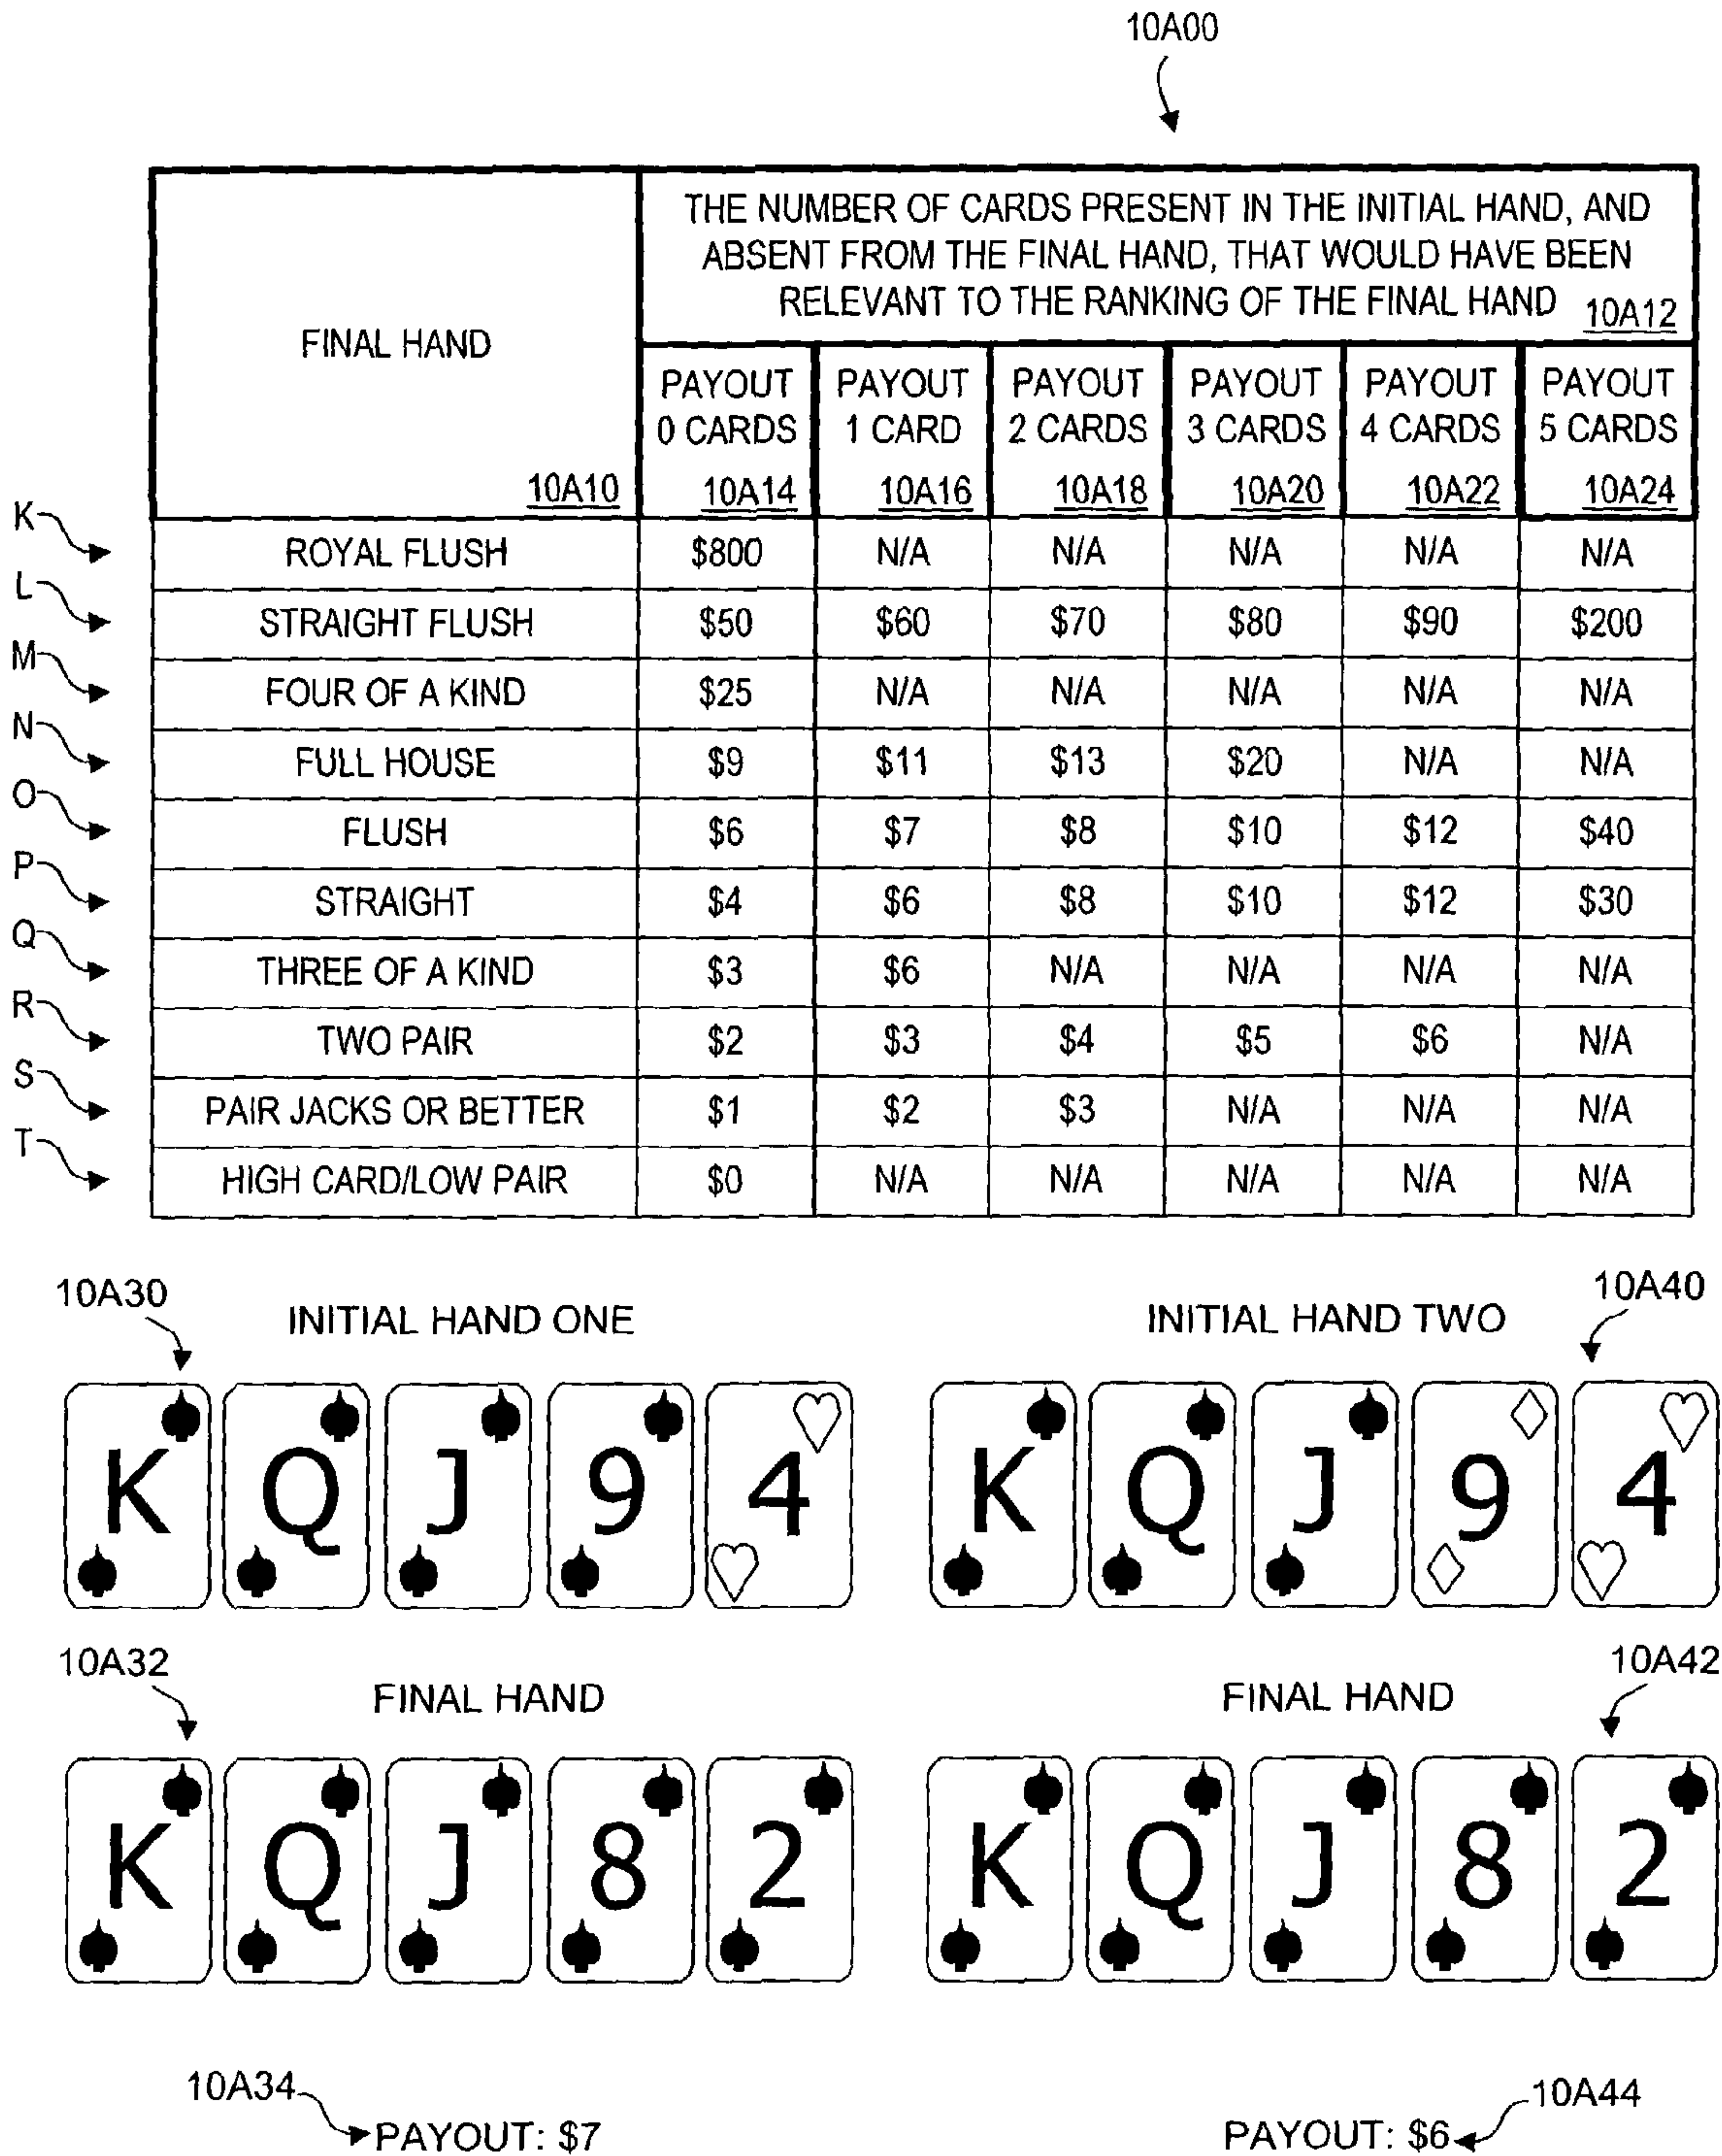 10A00
THE NUMBER OF CARDS PRESENT IN THE INITIAL HAND, AND
ABSENT FROM THE FINAL HAND, THAT WOULD HAVE BEEN
RELEVANT TO THE RANKING OF THE FINAL HAND 10A12
FINAL HAND
10A10
PAYOUT PAYOUT PAYOUT PAYOUT PAYOUT PAYOUT
0 CARDS 1 CARD 2 CARDS 3 CARDS 4 CARDS 5 CARDS
10A14 10A16 10A18 10A20 10A22 10A24
K ROYAL FLUSH $800 N/A N/A N/A N/A N/A
L STRAIGHT FLUSH $50 $60 $70 $80 $90 $200
M FOUR OF A KIND $25 N/A N/A N/A N/A N/A
N FULL HOUSE $9 $11 $13 $20 N/A N/A
O FLUSH $6 $7 $8 $10 $12 $40
P STRAIGHT $4 $6 $8 $10 $12 $30
Q THREE OF A KIND $3 $6 N/A N/A N/A N/A
R TWO PAIR $2 $3 $4 $5 $6 N/A
S PAIR JACKS OR BETTER $1 $2 $3 N/A N/A N/A
T HIGH CARD/LOW PAIR $0 N/A N/A N/A N/A N/A
10A30 INITIAL HAND ONE
K Q J 9 4
10A32 FINAL HAND
K Q J 8 2
10A34 PAYOUT: $7
INITIAL HAND TWO 10A40
K Q J 9 4
FINAL HAND 10A42
K Q J 8 2
PAYOUT: $6 10A44